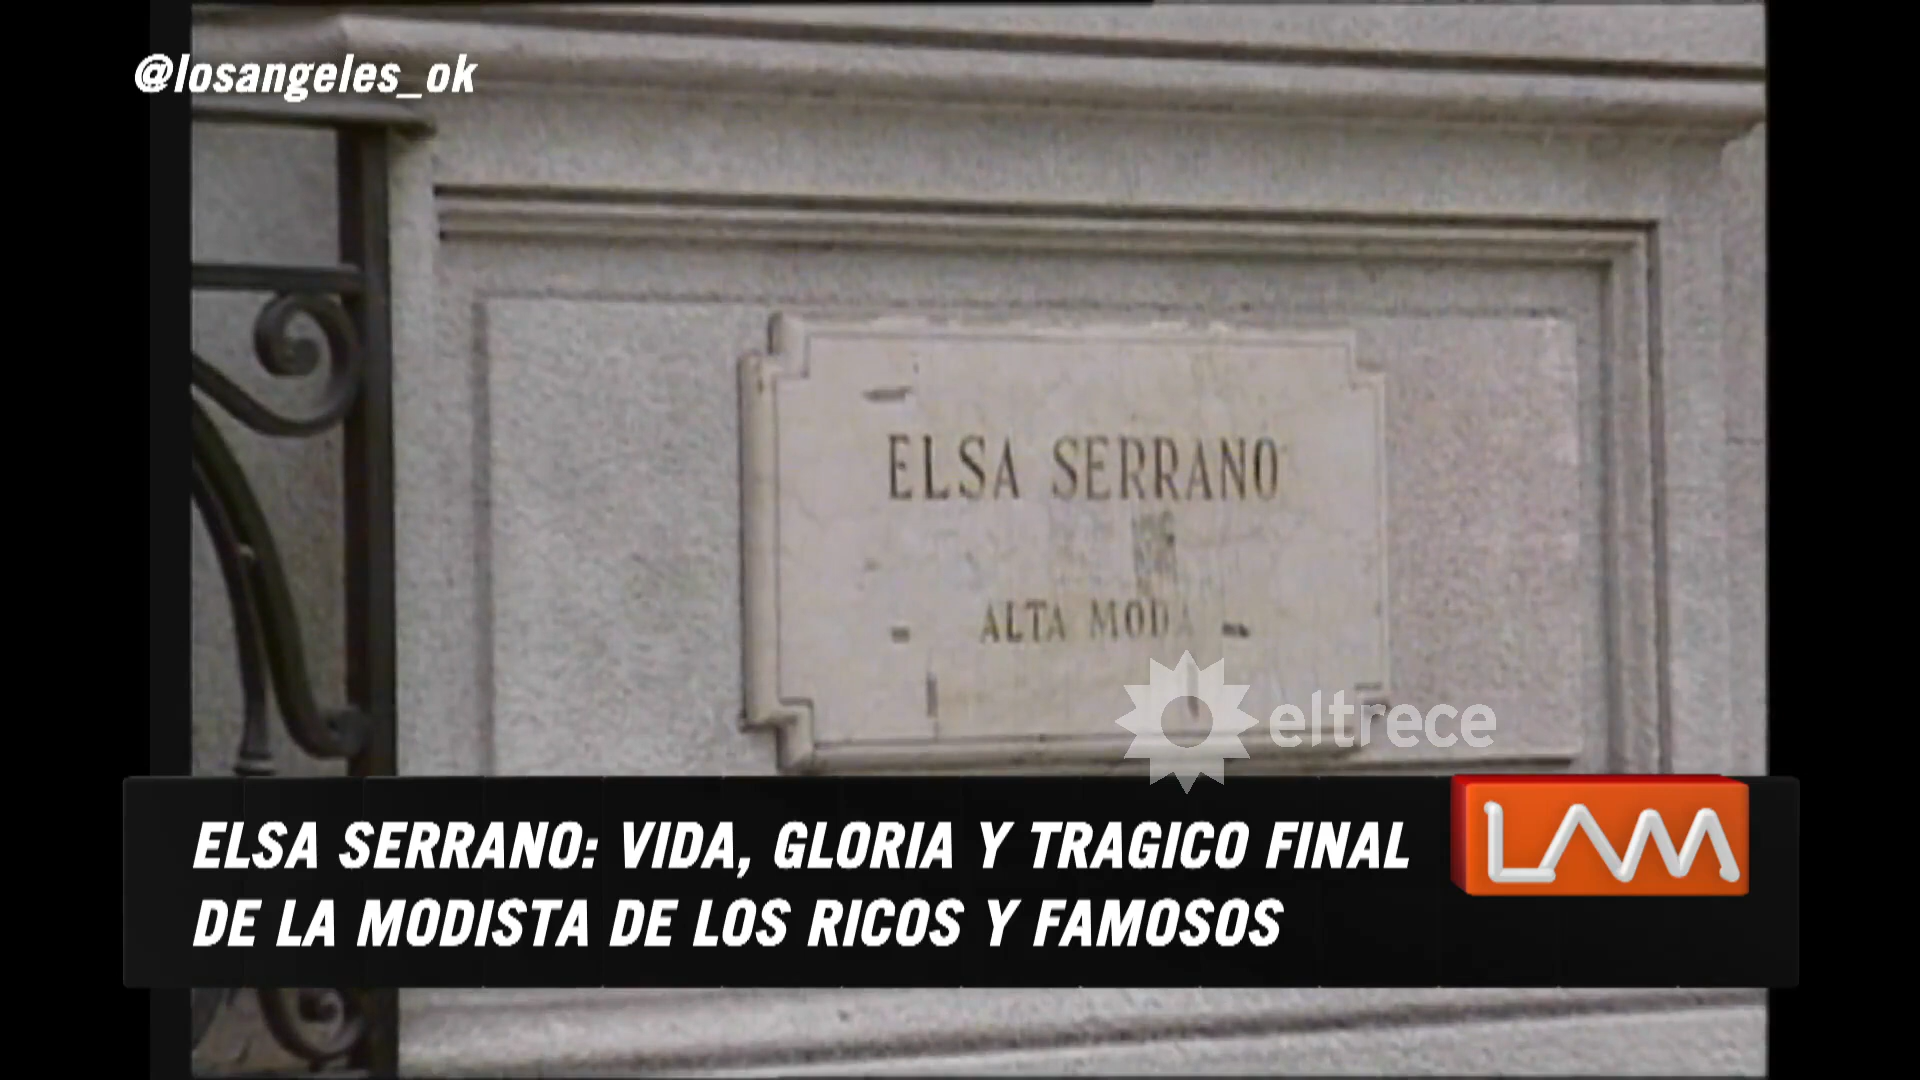 @losangeles_ok
ELSA SERRANO
ALTA MODA
eltrece
LAM
ELSA SERRANO: VIDA, GLORIA Y TRAGICO FINAL
DE LA MODISTA DE LOS RICOS Y FAMOSOS